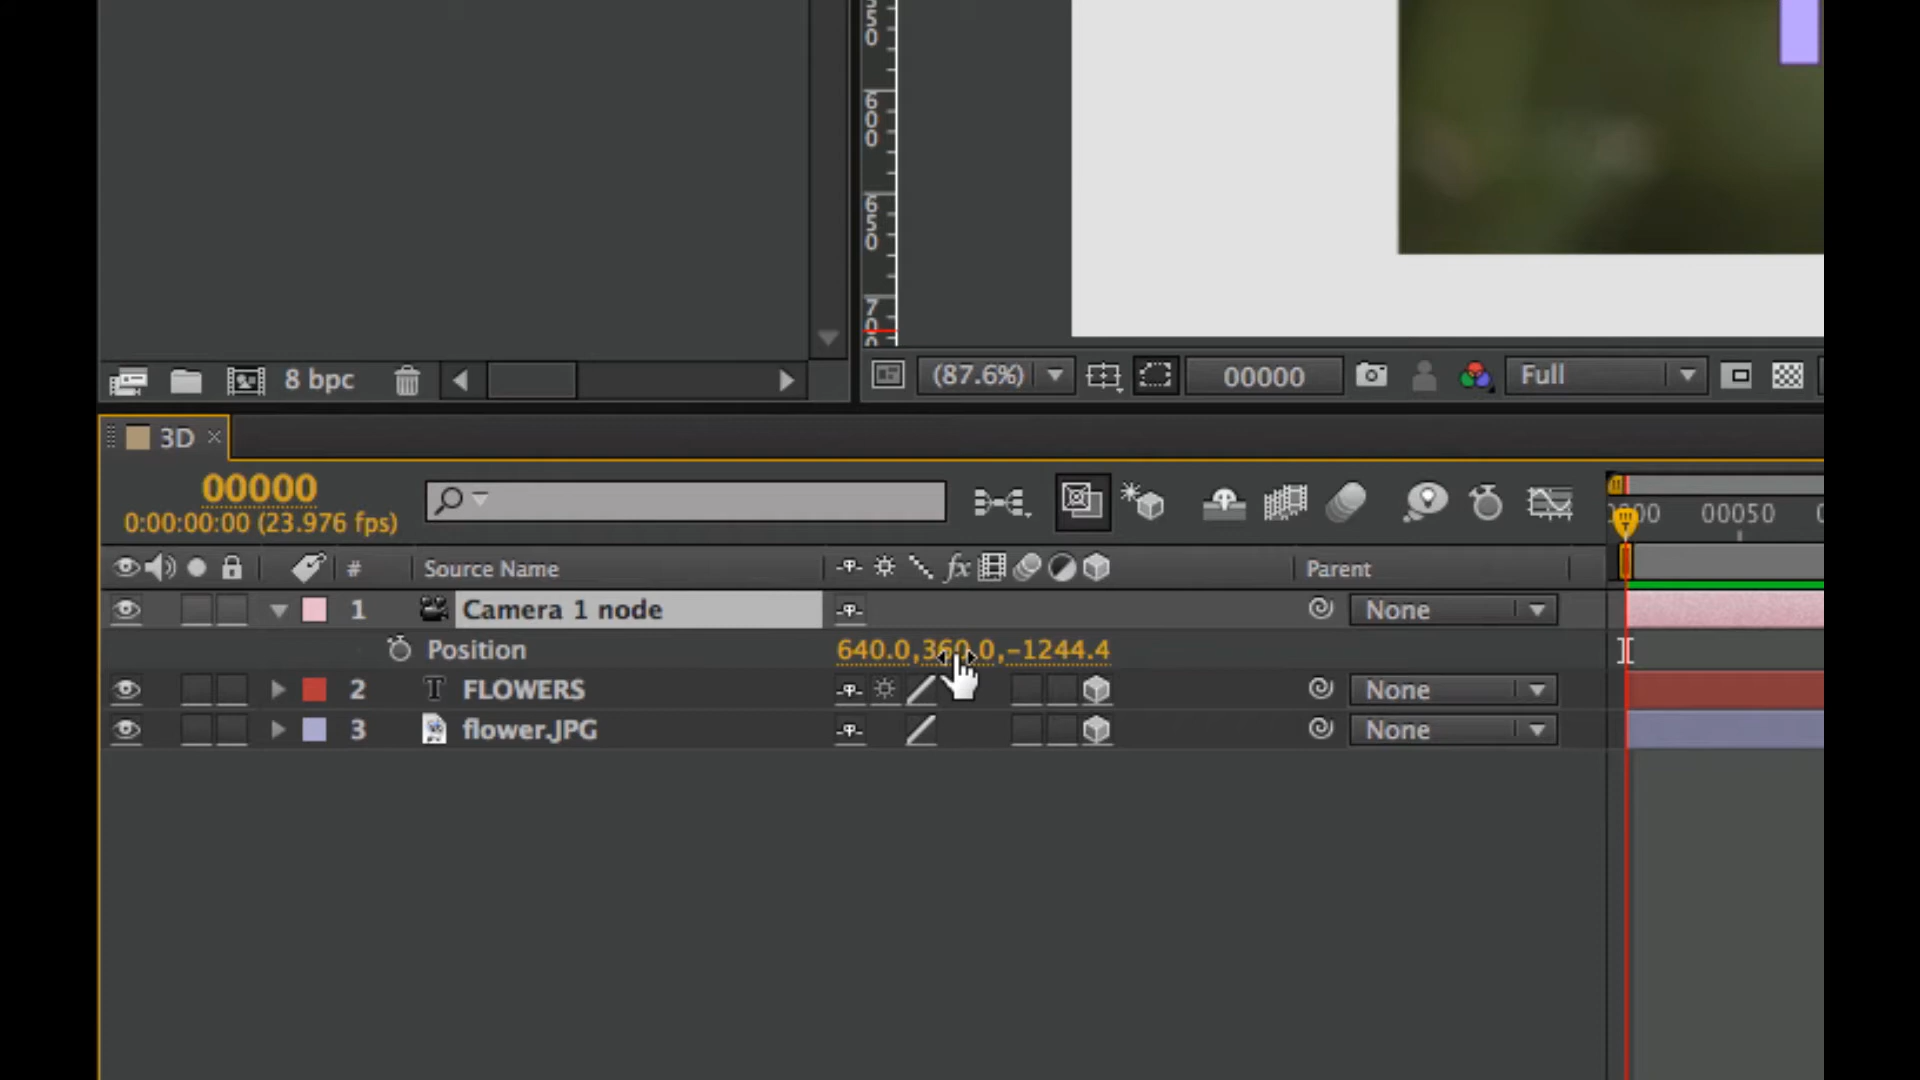 550
600
650
700
8 bpc
(87.6%)
00000
Full
3D
00000
0:00:00:00 (23.976 fps)
00050
#
Source Name
fx
Parent
1
Camera 1 node
None
Position
640.0,360.0,-1244.4
2
T
FLOWERS
None
3
flower.JPG
None